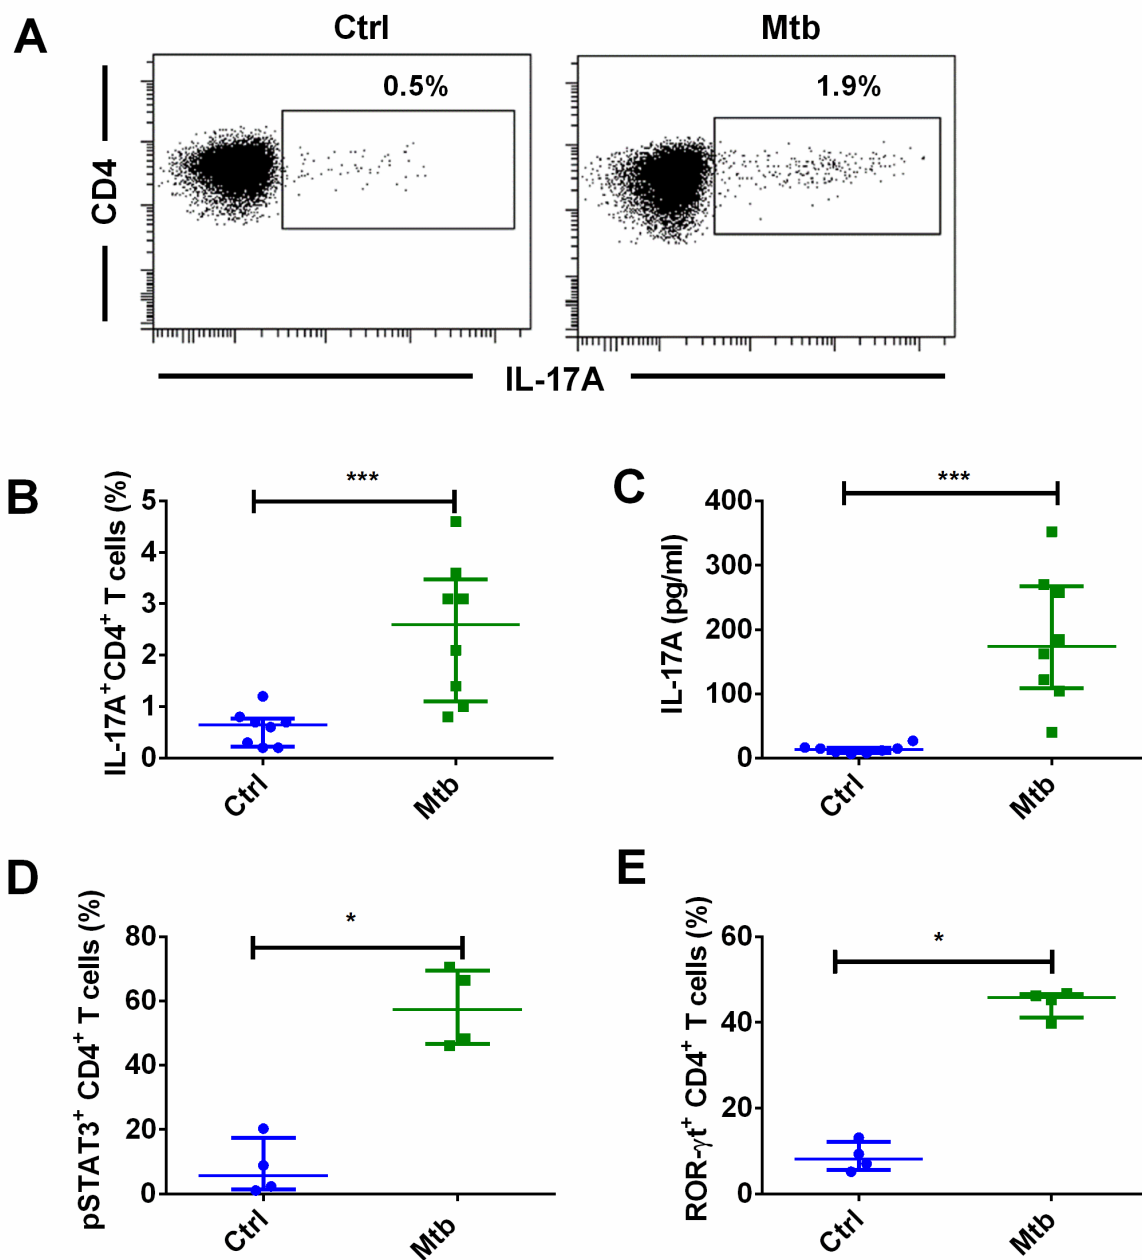 A
Ctrl
Mtb
0.5%
1.9%
CD4
IL-17A
B
IL-17A⁺CD4⁺ T cells (%)
***
5
4
3
2
1
0
Ctrl
Mtb
C
IL-17A (pg/ml)
***
400
300
200
100
0
Ctrl
Mtb
D
pSTAT3⁺ CD4⁺ T cells (%)
*
80
60
40
20
0
Ctrl
Mtb
E
ROR-γt⁺ CD4⁺ T cells (%)
*
60
40
20
0
Ctrl
Mtb